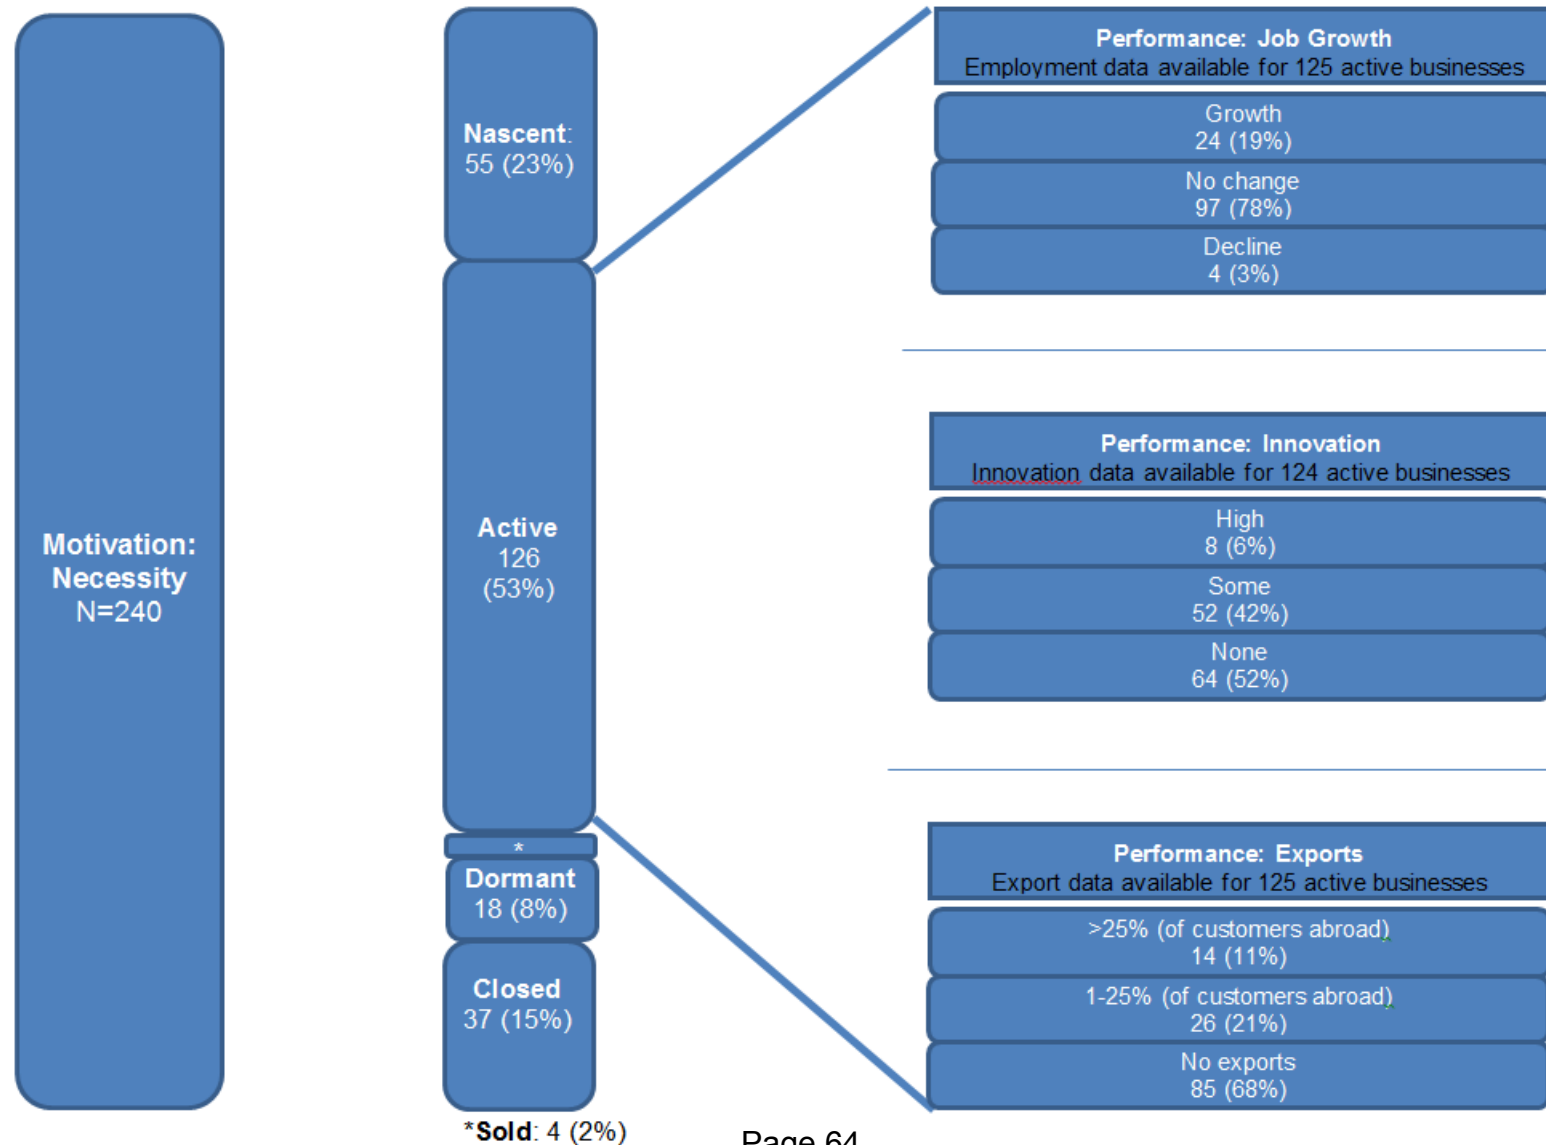 Motivation:
Necessity
N=240
Nascent:
55 (23%)
Active
126
(53%)
*
Dormant
18 (8%)
Closed
37 (15%)
*Sold: 4 (2%)
Performance: Job Growth
Employment data available for 125 active businesses
Growth
24 (19%)
No change
97 (78%)
Decline
4 (3%)
Performance: Innovation
Innovation data available for 124 active businesses
High
8 (6%)
Some
52 (42%)
None
64 (52%)
Performance: Exports
Export data available for 125 active businesses
>25% (of customers abroad)
14 (11%)
1-25% (of customers abroad)
26 (21%)
No exports
85 (68%)
Page 64